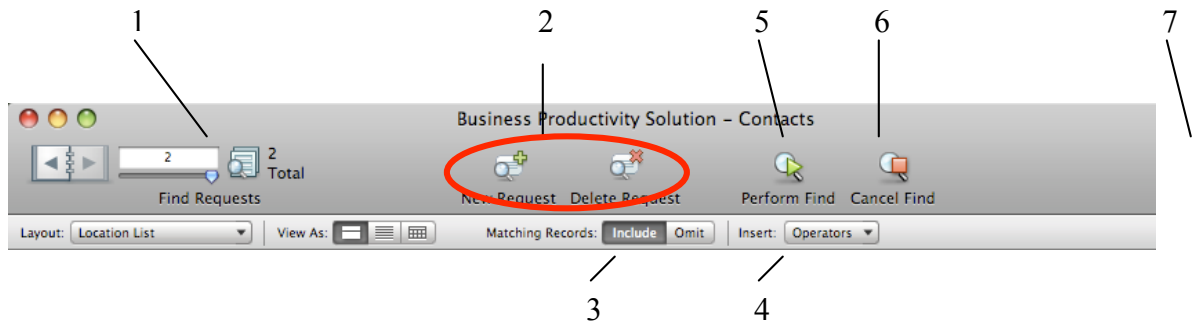 1 2 5 6 7
Business Productivity Solution – Contacts
2 2
Total
Find Requests New Request Delete Request Perform Find Cancel Find
Layout: Location List View As: Matching Records: Include Omit Insert: Operators
3 4